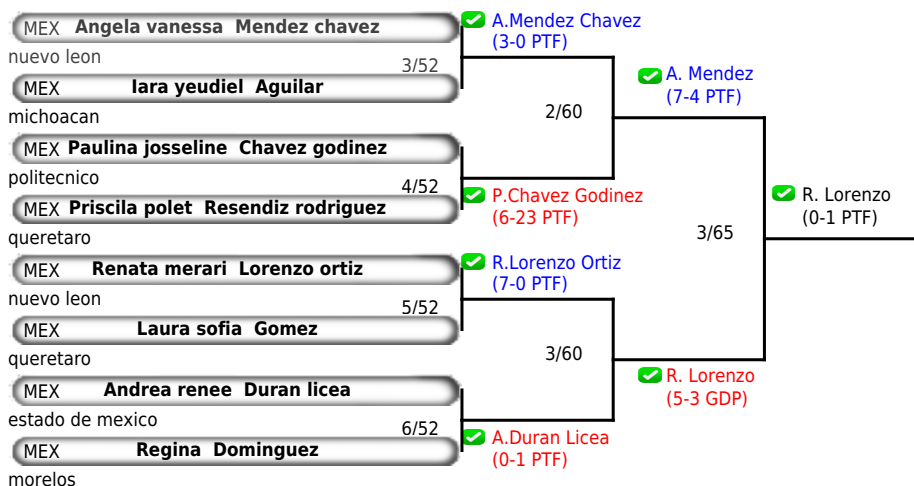 MEX Angela vanessa Mendez chavez
nuevo leon
3/52
MEX Iara yeudiel Aguilar
michoacan
A.Mendez Chavez
(3-0 PTF)
2/60
MEX Paulina josseline Chavez godinez
politecnico
4/52
MEX Priscila polet Resendiz rodriguez
queretaro
P.Chavez Godinez
(6-23 PTF)
A. Mendez
(7-4 PTF)
3/65
R. Lorenzo
(0-1 PTF)
MEX Renata merari Lorenzo ortiz
nuevo leon
5/52
MEX Laura sofia Gomez
queretaro
R.Lorenzo Ortiz
(7-0 PTF)
3/60
MEX Andrea renee Duran licea
estado de mexico
6/52
MEX Regina Dominguez
morelos
A.Duran Licea
(0-1 PTF)
R. Lorenzo
(5-3 GDP)